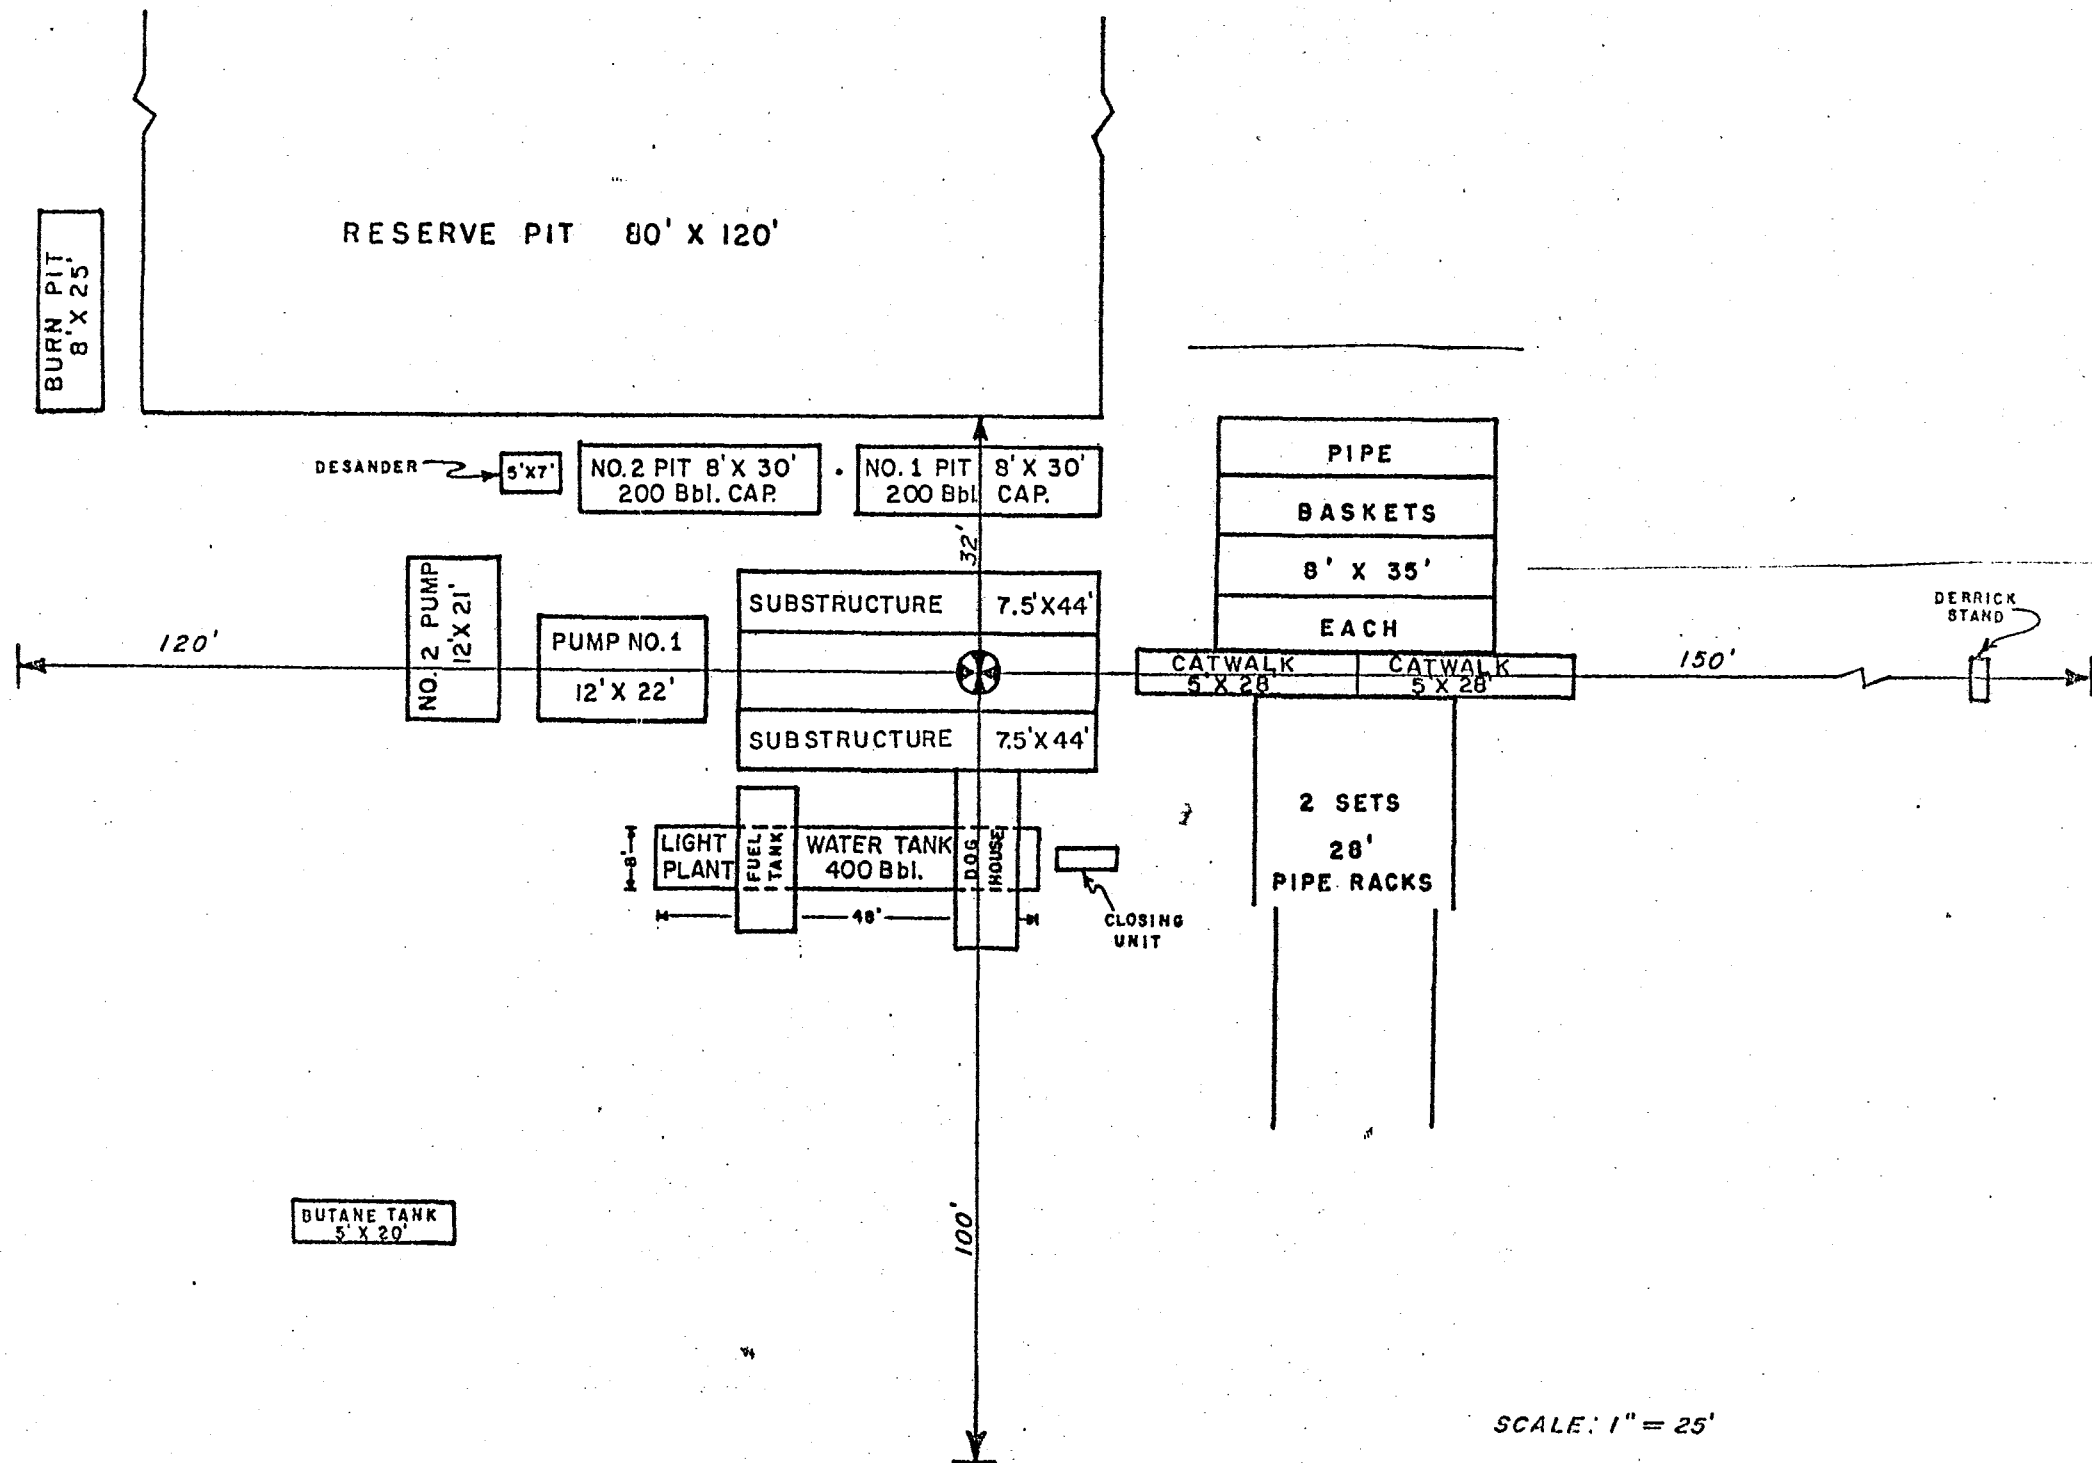 RESERVE PIT 80' X 120'
BURN PIT
8' X 25'
DESANDER
5'X7'
NO.2 PIT 8' X 30'
200 Bbl. CAP.
NO.1 PIT 8' X 30'
200 Bbl CAP.
32'
PIPE
BASKETS
8' X 35'
EACH
NO. 2 PUMP
12'X 21'
PUMP NO.1
12' X 22'
SUBSTRUCTURE 7.5'X44'
SUBSTRUCTURE 7.5'X44'
120'
CATWALK
5'X 28'
CATWALK
5'X 28'
150'
DERRICK
STAND
LIGHT
PLANT
FUEL
TANK
WATER TANK
400 Bbl.
DOG
HOUSE
8'
48'
CLOSING
UNIT
2 SETS
28'
PIPE RACKS
100'
BUTANE TANK
5' X 20'
SCALE: 1" = 25'